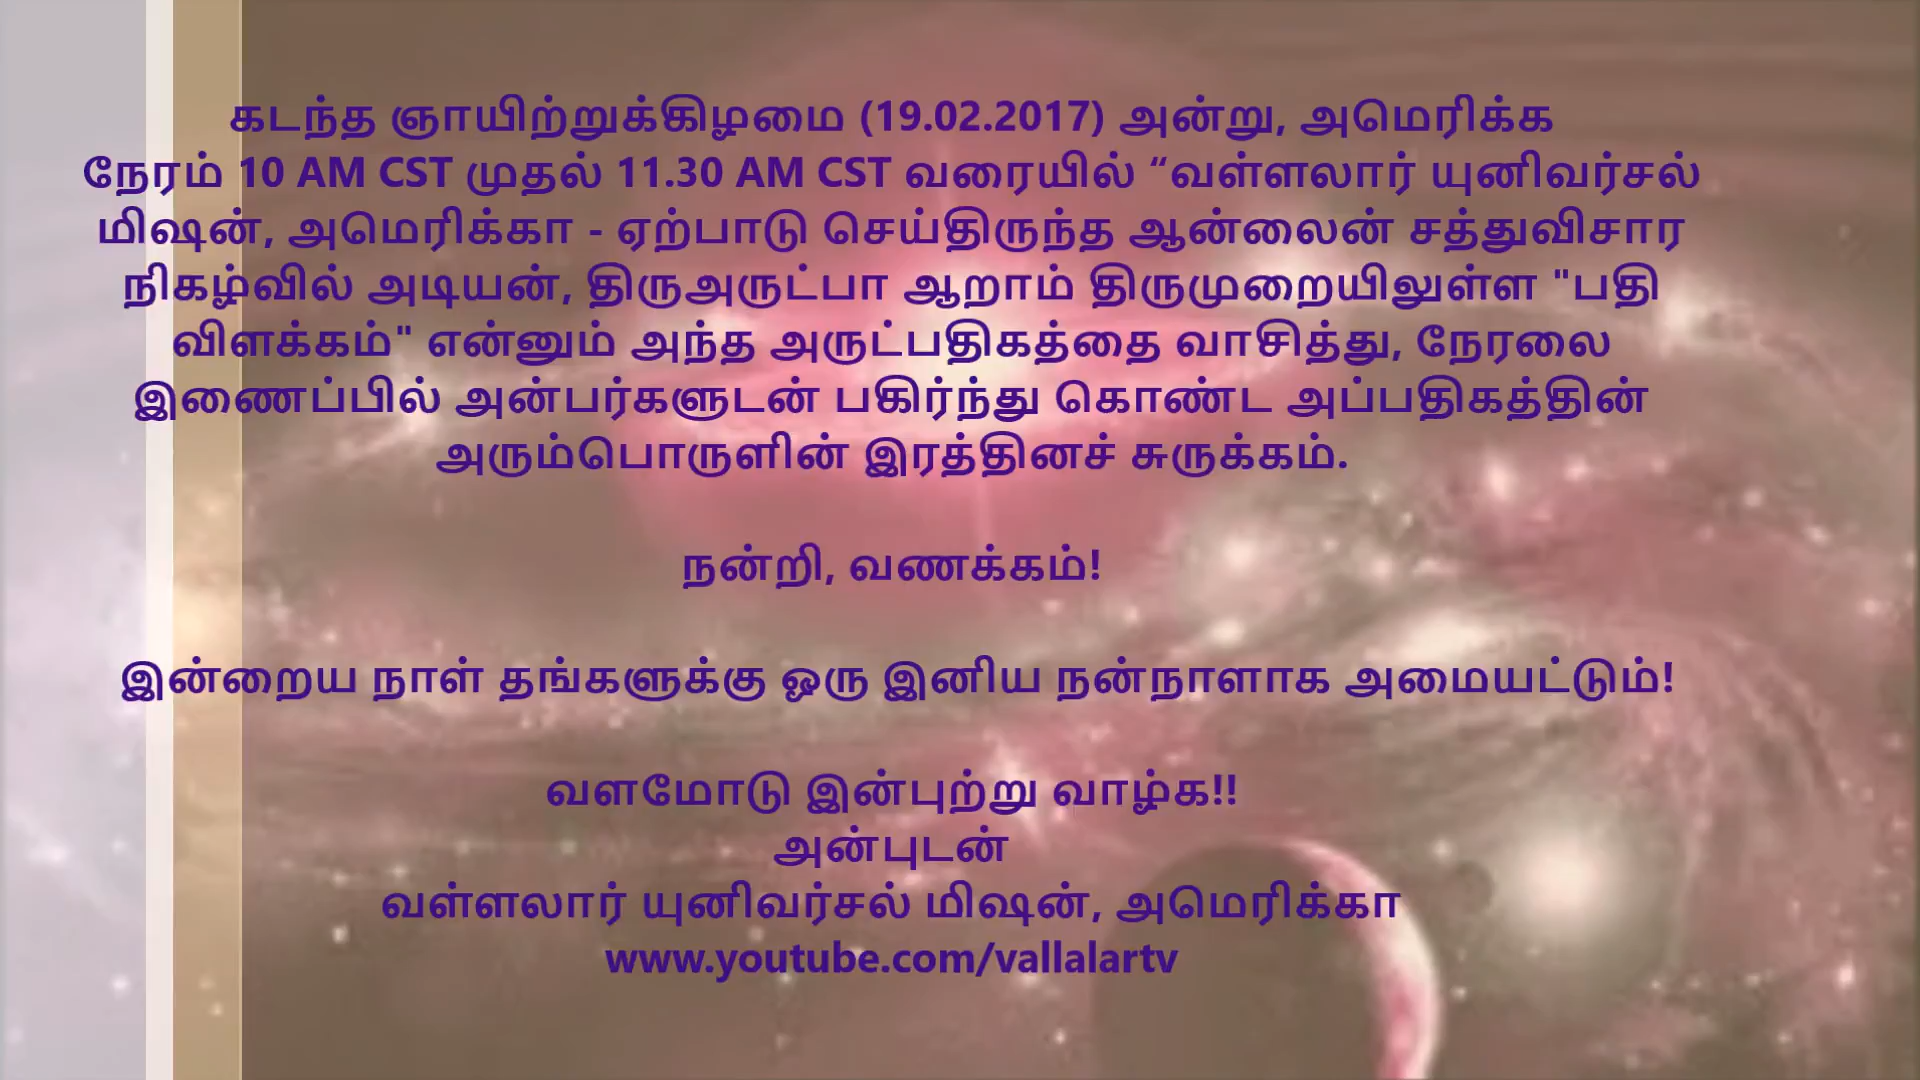 கடந்த ஞாயிற்றுக்கிழமை (19.02.2017) அன்று, அமெரிக்க
நேரம் 10 AM CST முதல் 11.30 AM CST வரையில் “வள்ளலார் யுனிவர்சல்
மிஷன், அமெரிக்கா - ஏற்பாடு செய்திருந்த ஆன்லைன் சத்துவிசார
நிகழ்வில் அடியன், திருஅருட்பா ஆறாம் திருமுறையிலுள்ள "பதி
விளக்கம்" என்னும் அந்த அருட்பதிகத்தை வாசித்து, நேரலை
இணைப்பில் அன்பர்களுடன் பகிர்ந்து கொண்ட அப்பதிகத்தின்
அரும்பொருளின் இரத்தினச் சுருக்கம்.
நன்றி, வணக்கம்!
இன்றைய நாள் தங்களுக்கு ஓரு இனிய நன்நாளாக அமையட்டும்!
வளமோடு இன்புற்று வாழ்க!!
அன்புடன்
வள்ளலார் யுனிவர்சல் மிஷன், அமெரிக்கா
www.youtube.com/vallalartv